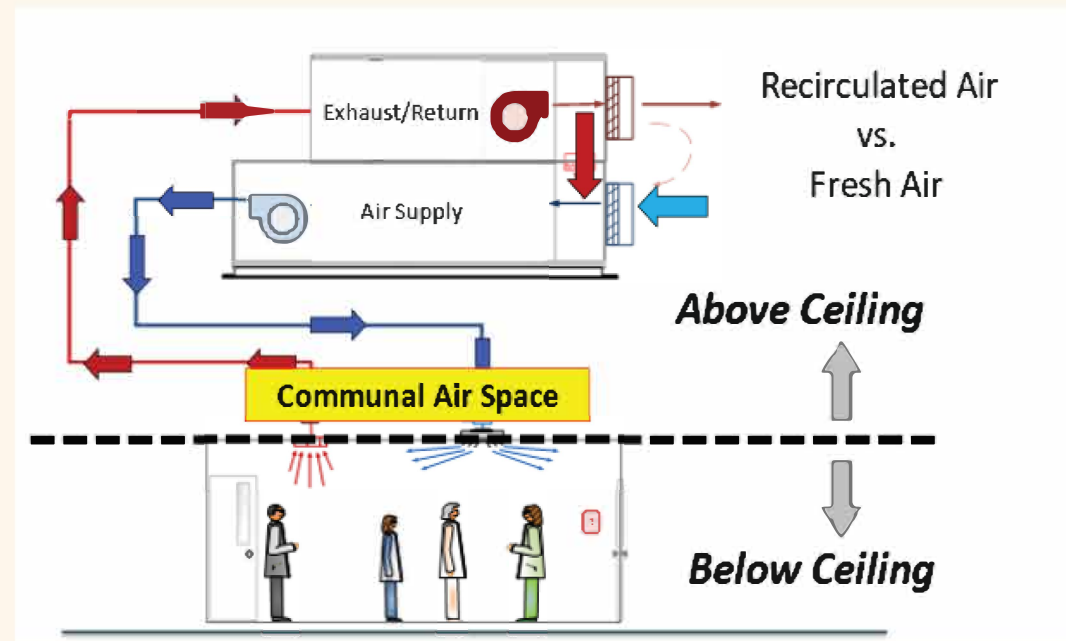 Recirculated Air
vs.
Fresh Air
Exhaust/Return
Air Supply
Above Ceiling
Communal Air Space
Below Ceiling